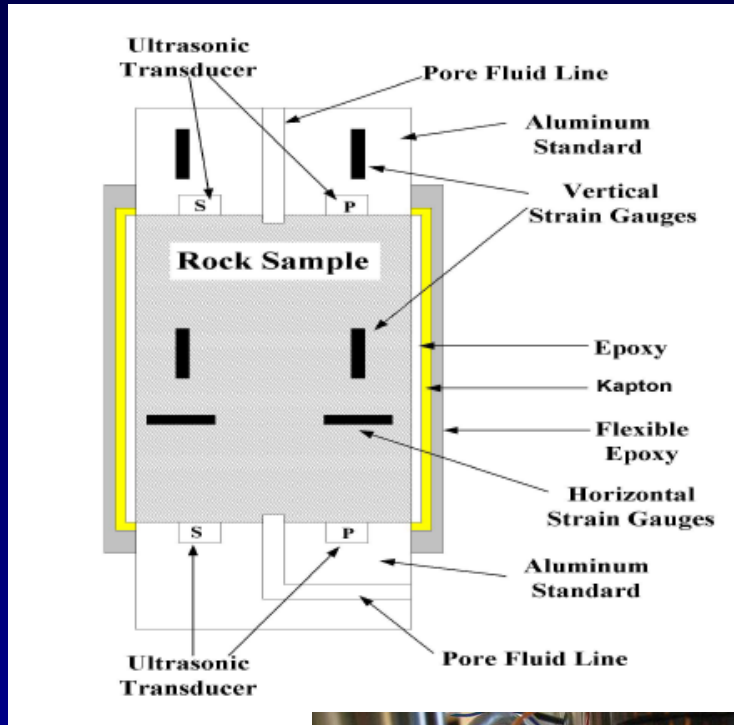 Ultrasonic
Transducer
Pore Fluid Line
Aluminum
Standard
Vertical
Strain Gauges
S
P
Rock Sample
Epoxy
Kapton
Flexible
Epoxy
Horizontal
Strain Gauges
S
P
Aluminum
Standard
Ultrasonic
Transducer
Pore Fluid Line